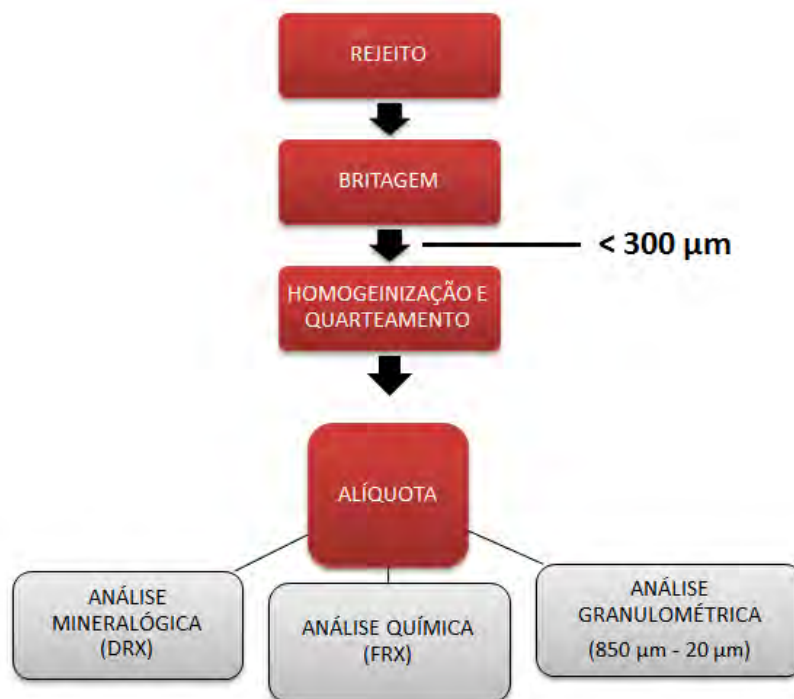 REJEITO
BRITAGEM
< 300 µm
HOMOGEINIZAÇÃO E
QUARTEAMENTO
ALÍQUOTA
ANÁLISE
MINERALÓGICA
(DRX)
ANÁLISE QUÍMICA
(FRX)
ANÁLISE
GRANULOMÉTRICA
(850 µm - 20 µm)